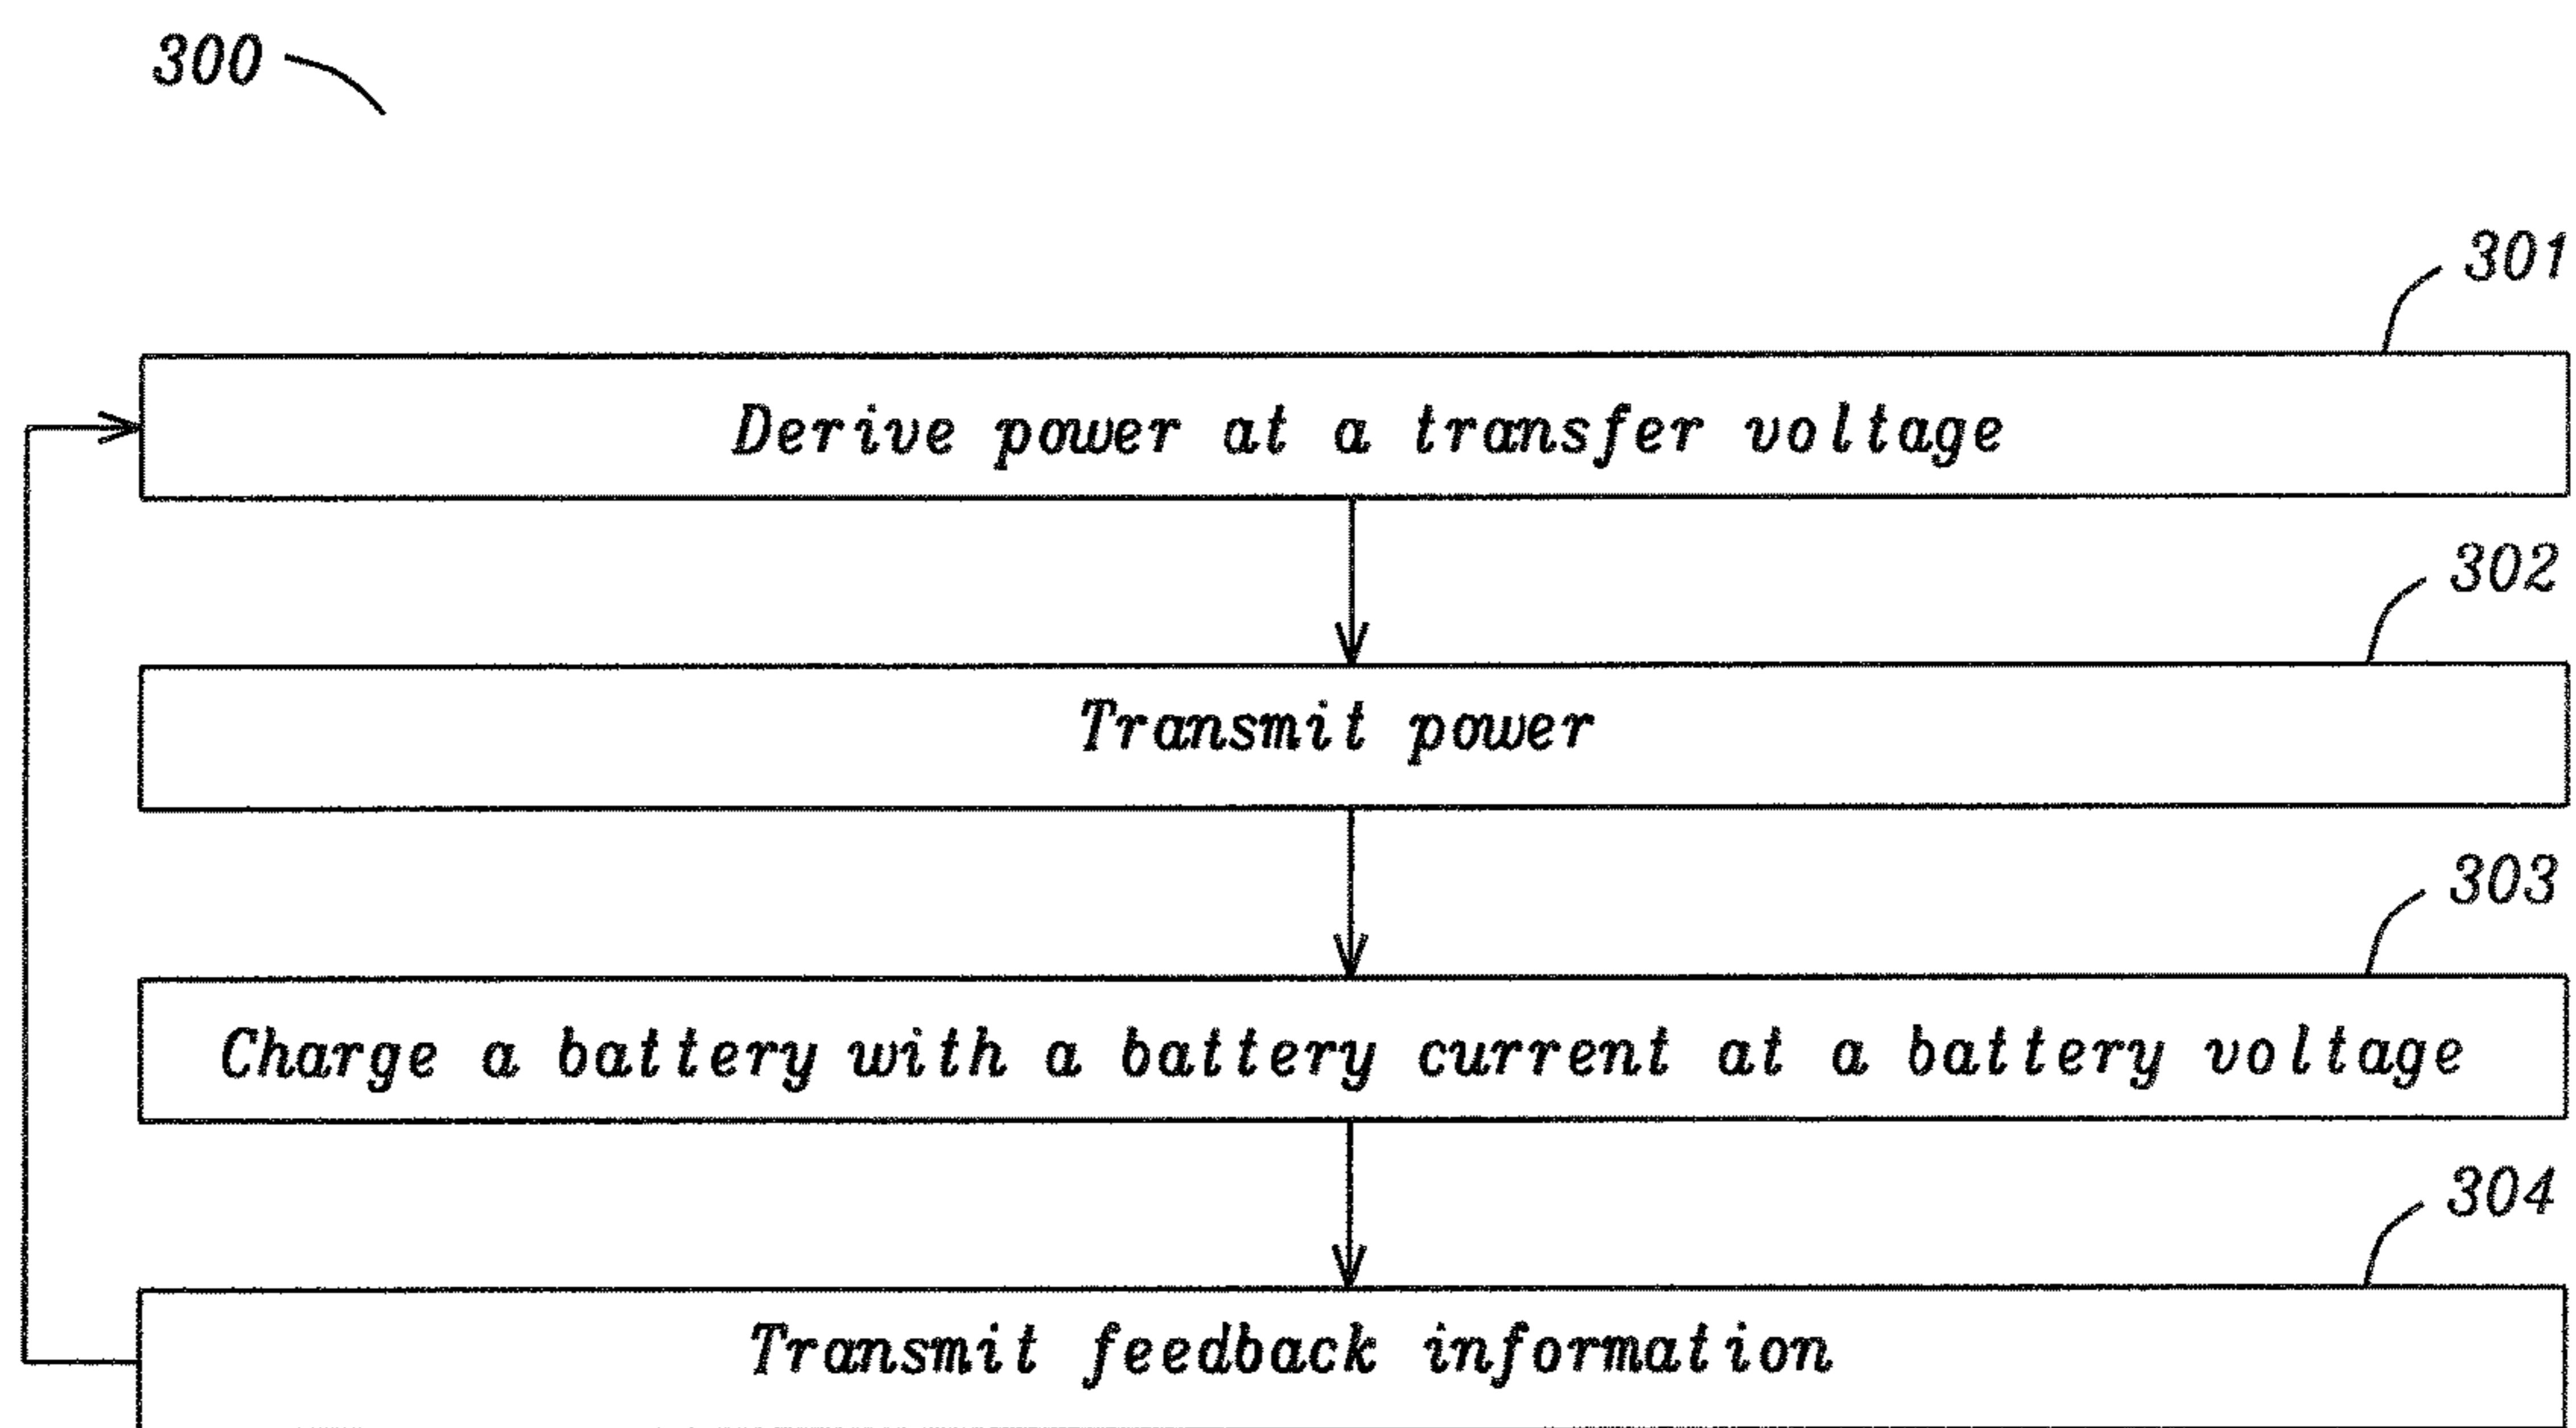 300
301
Derive power at a transfer voltage
302
Transmit power
303
Charge a battery with a battery current at a battery voltage
304
Transmit feedback information